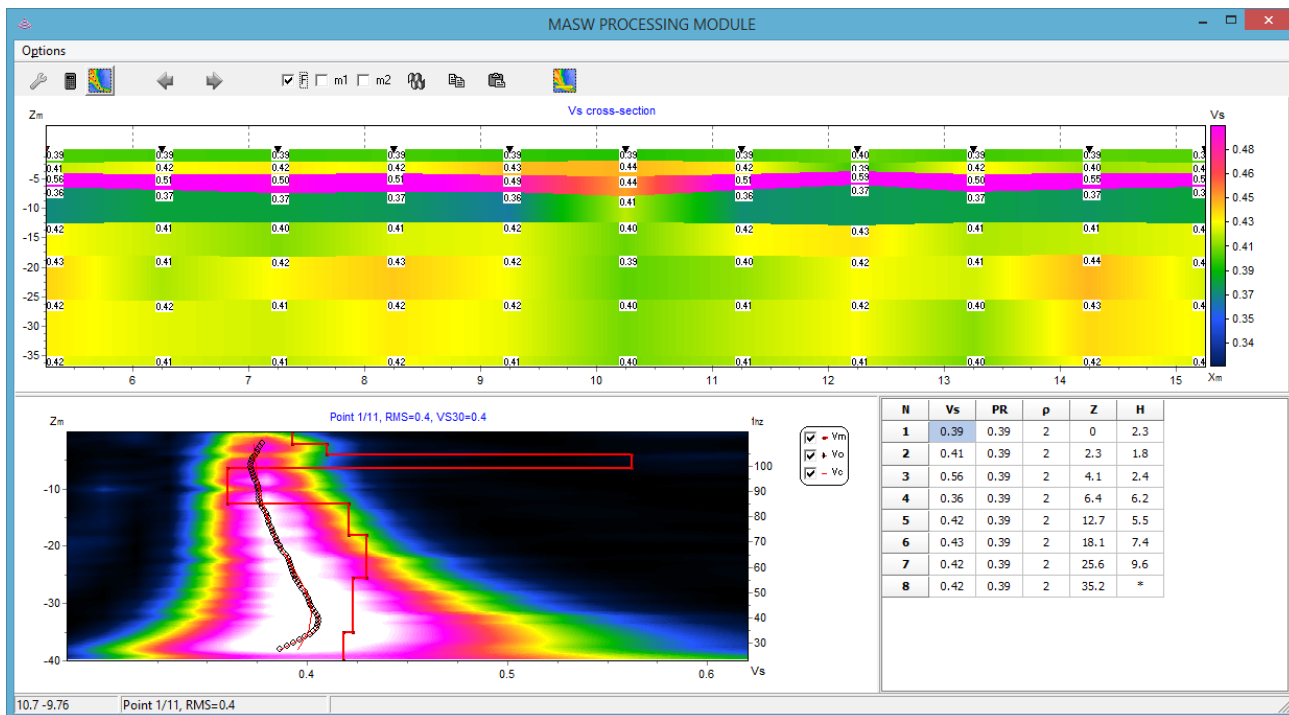 MASW PROCESSING MODULE
Options
F m1 m2
Vs cross-section
Zm Vs
0.39 0.39 0.39 0.39 0.39 0.39 0.39 0.40 0.39 0.39 0.3
0.41 0.42 0.42 0.42 0.43 0.44 0.42 0.39 0.40 0.40 0.4
0.56 0.51 0.50 0.51 0.49 0.44 0.51 0.59 0.50 0.55 0.5
0.36 0.37 0.37 0.37 0.36 0.41 0.37 0.37 0.37 0.37 0.3
0.42 0.41 0.40 0.41 0.42 0.40 0.41 0.43 0.41 0.41 0.4
0.43 0.41 0.42 0.43 0.42 0.39 0.40 0.42 0.41 0.44 0.4
0.42 0.42 0.41 0.42 0.42 0.40 0.41 0.42 0.41 0.43 0.4
0.42 0.41 0.41 0.42 0.42 0.40 0.41 0.41 0.40 0.42 0.4
-5
-10
-15
-20
-25
-30
-35
0.48
0.46
0.45
0.43
0.41
0.39
0.37
0.35
0.34
6 7 8 9 10 11 12 13 14 15 Xm
Zm Point 1/11, RMS=0.4, VS30=0.4 fhz
-10
-20
-30
-40
100
90
80
70
60
50
40
30
0.4 0.5 0.6 Vs
Vm
Vo
Vc
N Vs PR ρ Z H
1 0.39 0.39 2 0 2.3
2 0.41 0.39 2 2.3 1.8
3 0.56 0.39 2 4.1 2.4
4 0.36 0.39 2 6.4 6.2
5 0.42 0.39 2 12.7 5.5
6 0.43 0.39 2 18.1 7.4
7 0.42 0.39 2 25.6 9.6
8 0.42 0.39 2 35.2 *
10.7 -9.76 Point 1/11, RMS=0.4